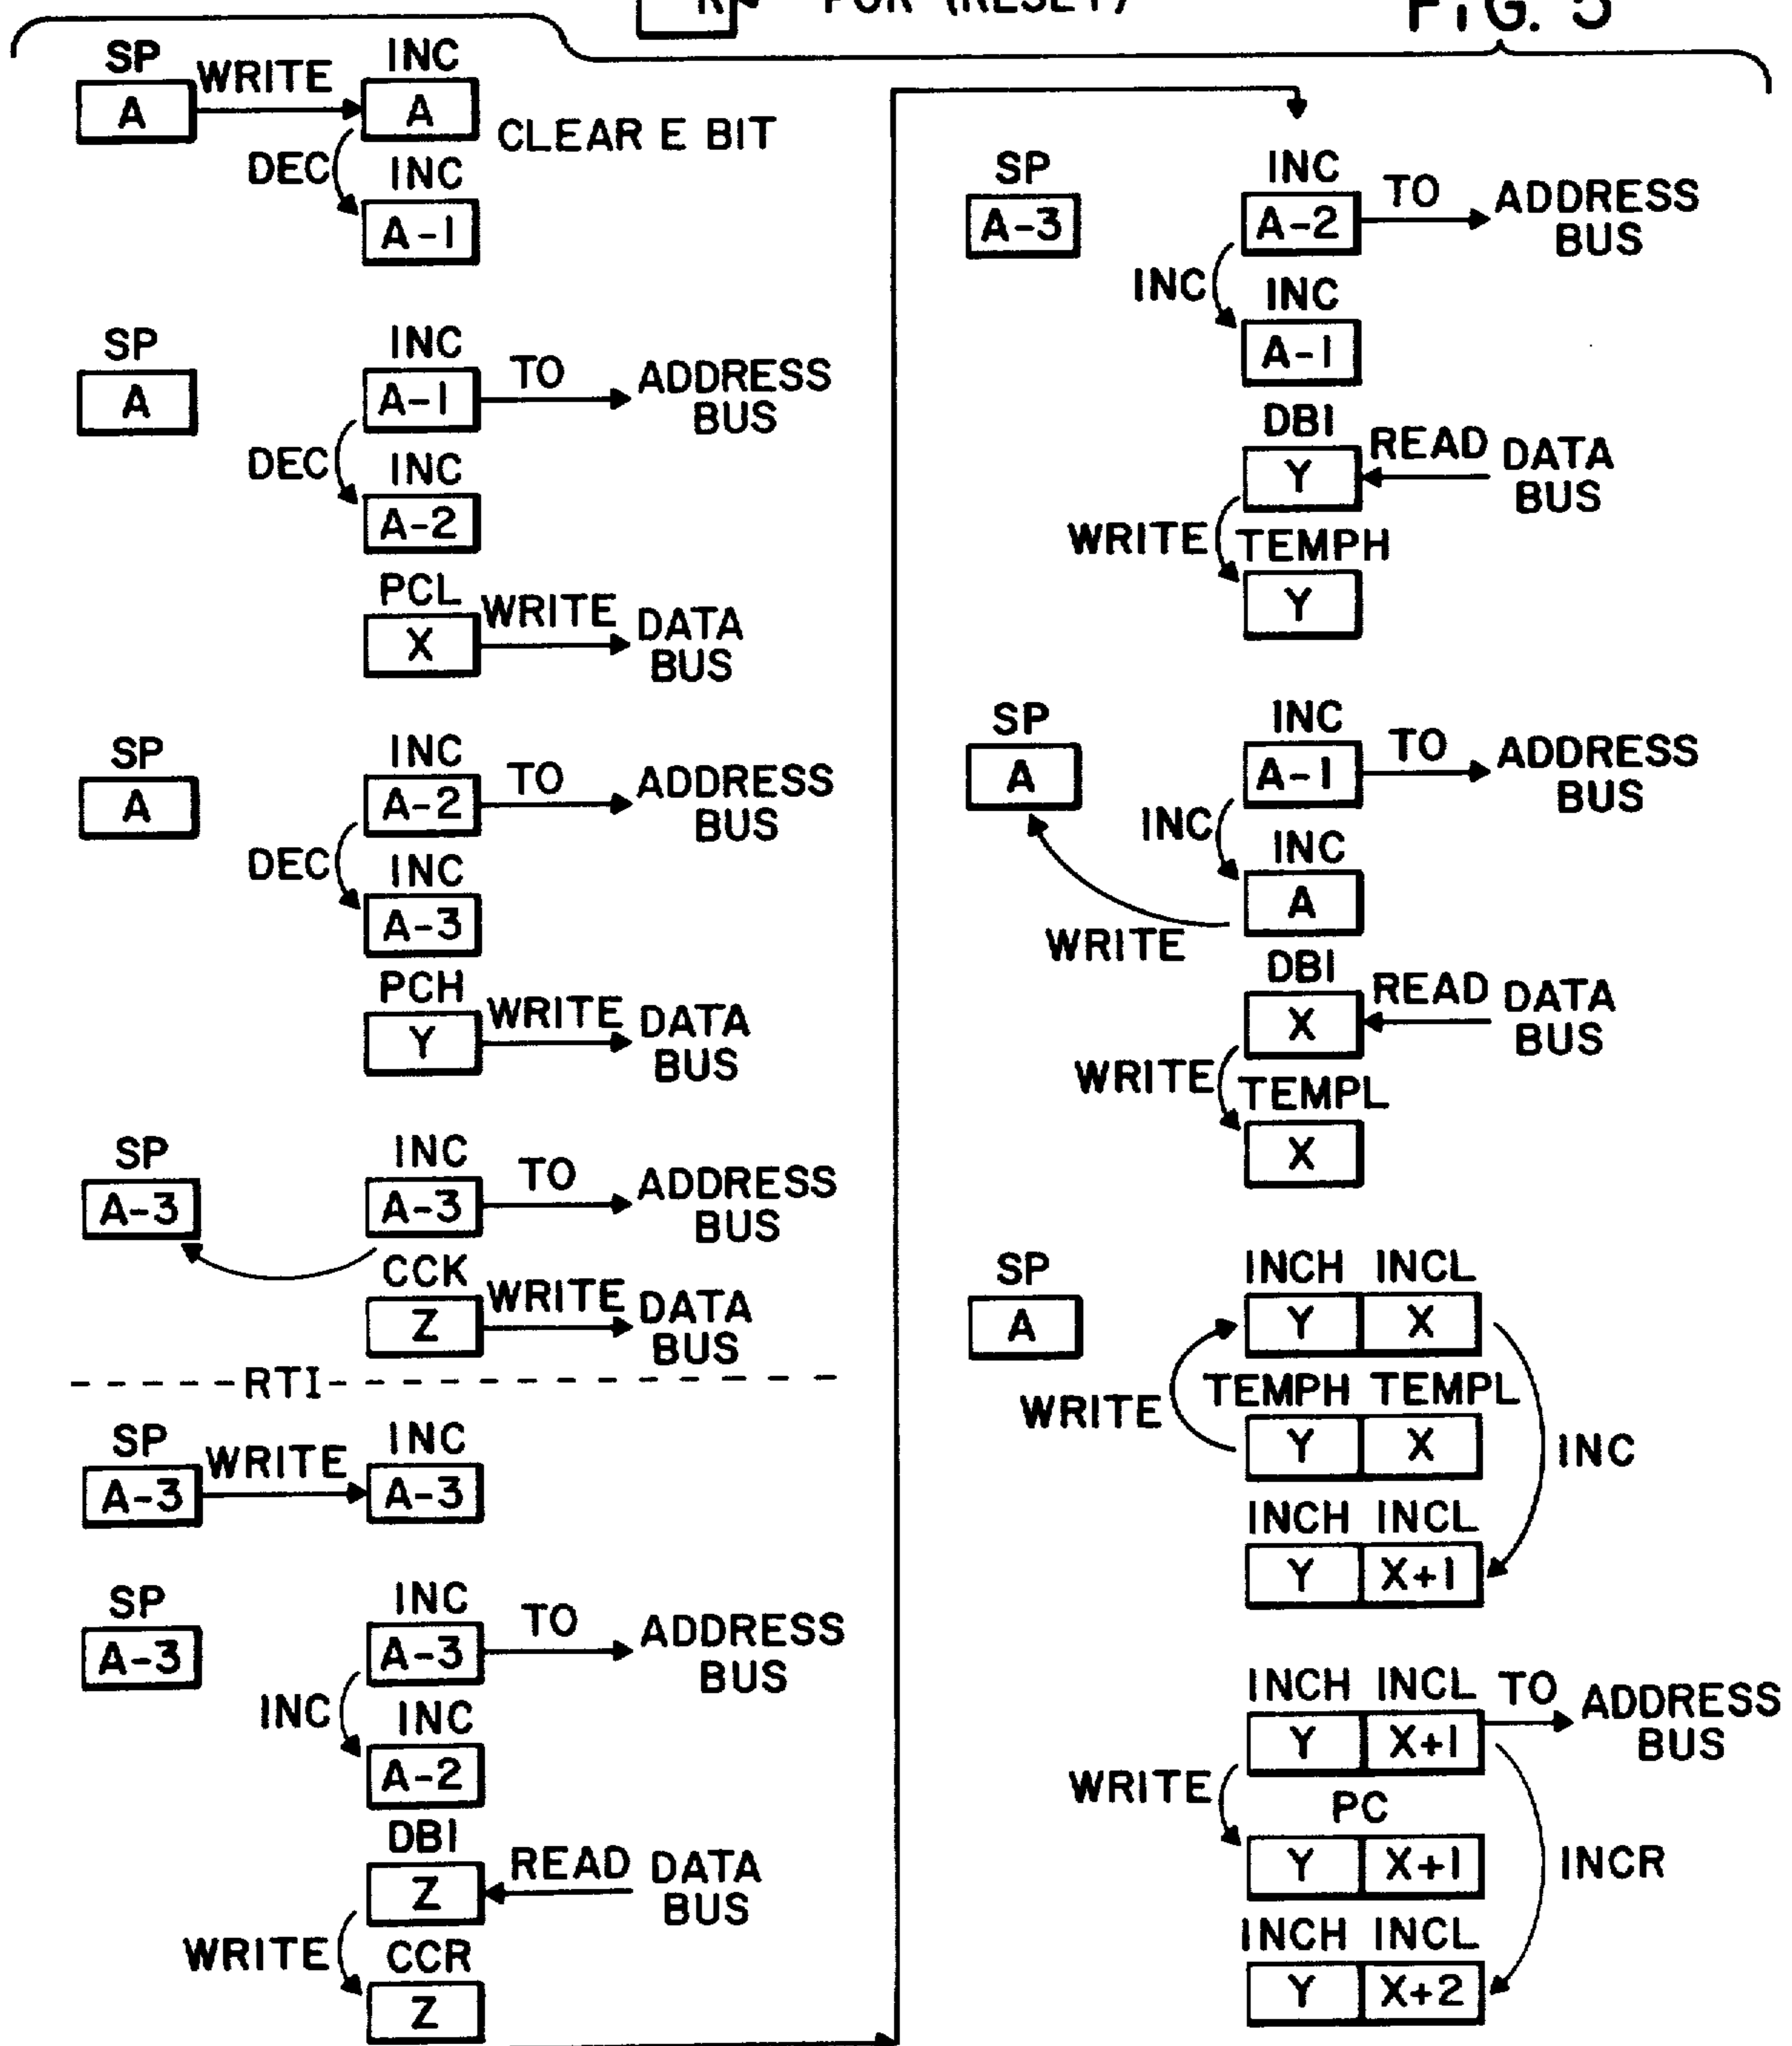 R POR (RESET) FIG. 5
SP INC
A WRITE A CLEAR E BIT
DEC INC
A-1
SP INC
A A-1 TO ADDRESS
BUS
DEC INC
A-2
PCL
X WRITE DATA
BUS
SP INC
A A-2 TO ADDRESS
BUS
DEC INC
A-3
PCH
Y WRITE DATA
BUS
SP INC
A-3 A-3 TO ADDRESS
BUS
CCK
Z WRITE DATA
BUS
RTI
SP INC
A-3 WRITE A-3
SP INC
A-3 A-3 TO ADDRESS
BUS
INC INC
A-2
DBI
Z READ DATA
BUS
WRITE CCR
Z
SP INC
A-3 A-2 TO ADDRESS
BUS
INC INC
A-1
DBI
Y READ DATA
BUS
WRITE TEMPH
Y
SP INC
A A-1 TO ADDRESS
BUS
INC INC
A
WRITE
DBI
X READ DATA
BUS
WRITE TEMPL
X
SP INCH INCL
A Y X
TEMPH TEMPL
WRITE Y X INC
INCH INCL
Y X+1
INCH INCL TO ADDRESS
Y X+1 BUS
WRITE PC
Y X+1 INCR
INCH INCL
Y X+2